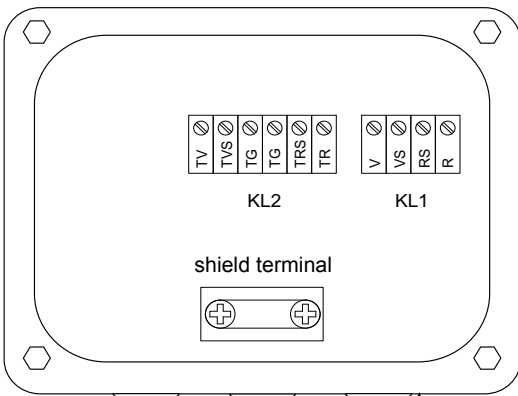 TV TVS TG TG TRS TR
V VS RS R
KL2
KL1
shield terminal